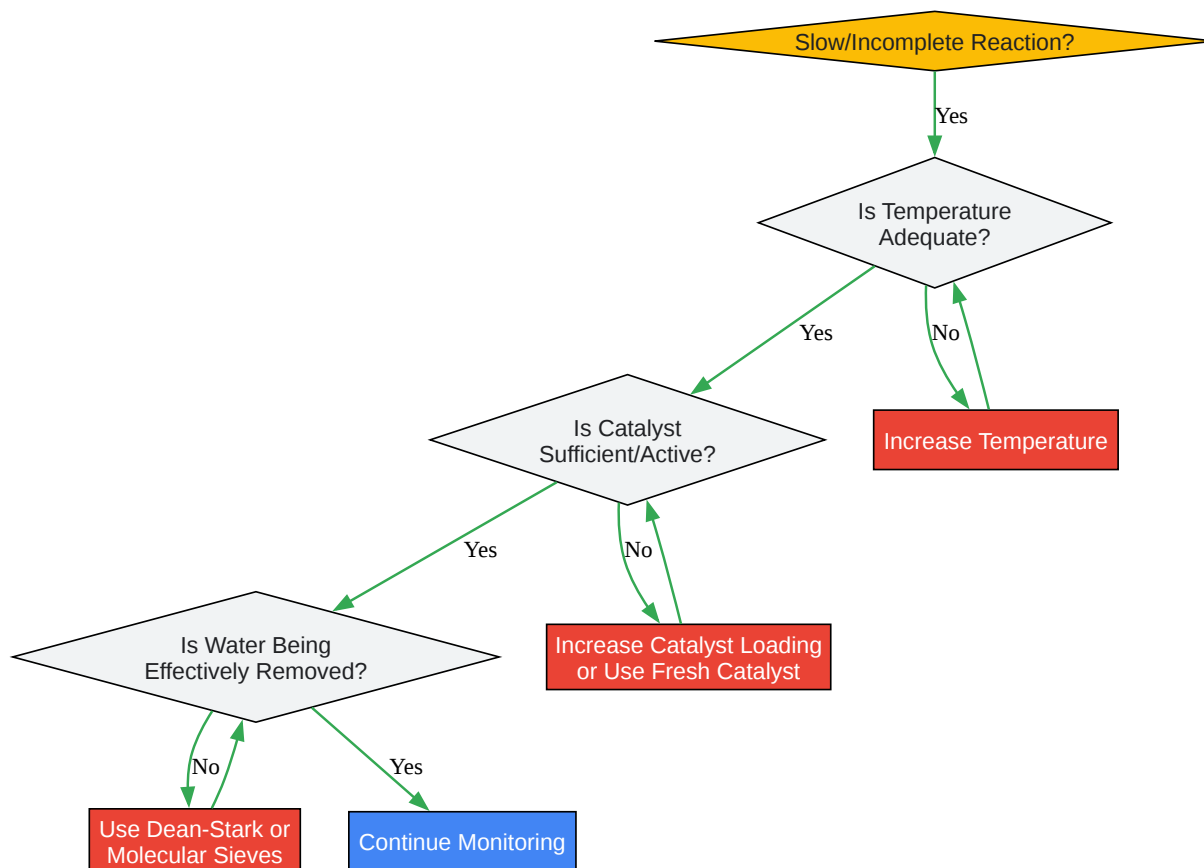 Slow/Incomplete Reaction?
Yes
Is Temperature
Adequate?
Yes
No
Increase Temperature
Is Catalyst
Sufficient/Active?
Yes
No
Increase Catalyst Loading
or Use Fresh Catalyst
Is Water Being
Effectively Removed?
No
Yes
Use Dean-Stark or
Molecular Sieves
Continue Monitoring